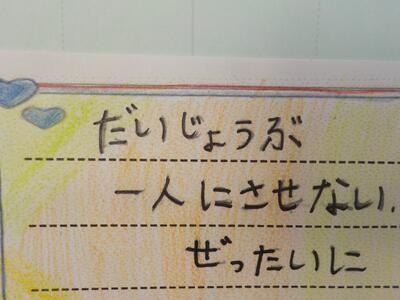 だいじょうぶ
一人にさせない.
ぜったいに